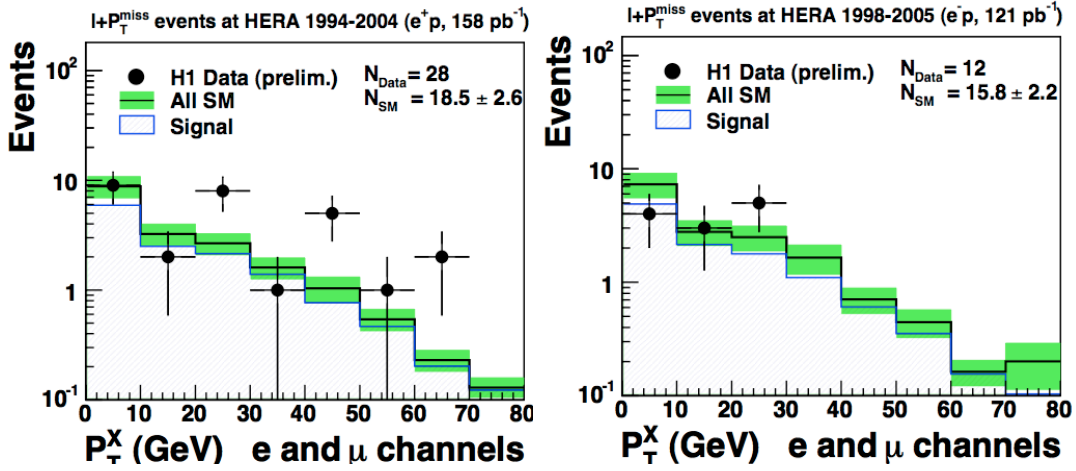 l+P_T^miss events at HERA 1994-2004 (e⁺p, 158 pb⁻¹)
Events
10²
10
1
10⁻¹
H1 Data (prelim.)
All SM
Signal
N_Data = 28
N_SM = 18.5 ± 2.6
0 10 20 30 40 50 60 70 80
P_T^X (GeV) e and μ channels
l+P_T^miss events at HERA 1998-2005 (e⁻p, 121 pb⁻¹)
Events
10²
10
1
10⁻¹
H1 Data (prelim.)
All SM
Signal
N_Data = 12
N_SM = 15.8 ± 2.2
0 10 20 30 40 50 60 70 80
P_T^X (GeV) e and μ channels